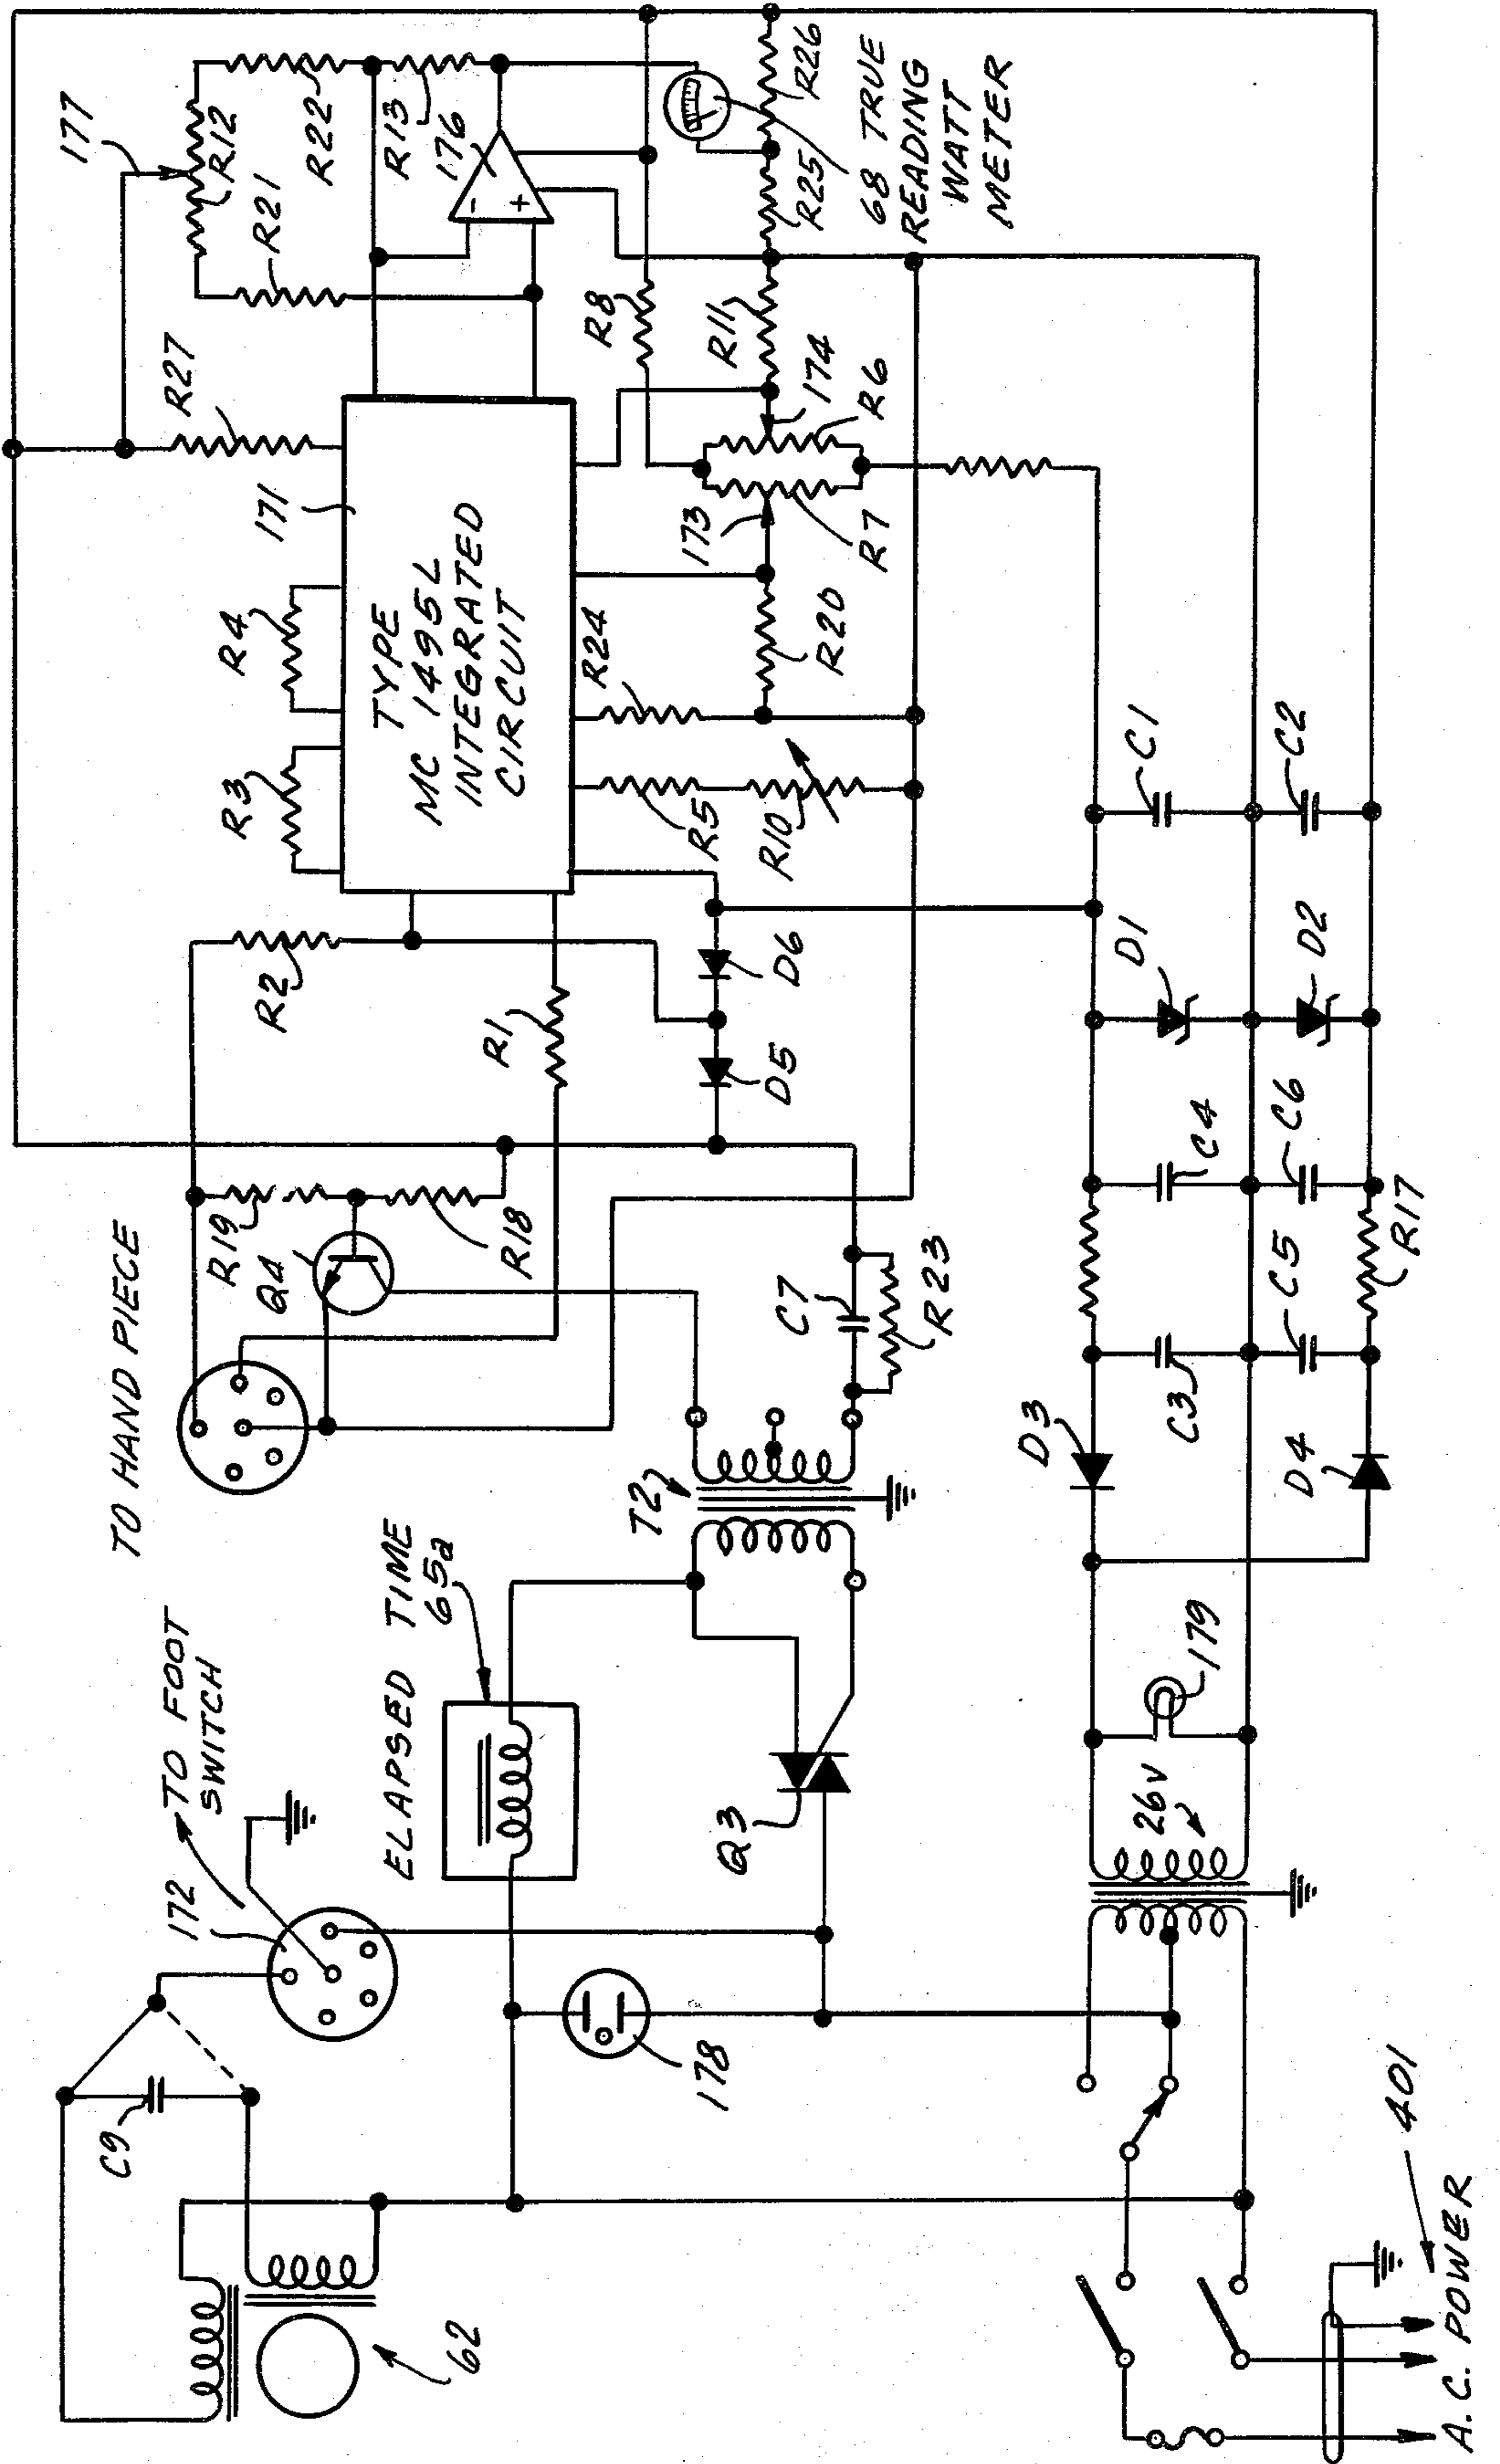 62
C9
172
TO FOOT
SWITCH
TO HAND PIECE
ELAPSED TIME
65a
R19
Q4
R18
R2
R1
R3
R4
R27
177
R12
R21
R22
R13
176
-
+
171
TYPE
MC 1495L
INTEGRATED
CIRCUIT
178
Q3
T2
C7
R23
D5
D6
R5
R10
R24
R20
173
R7
R6
174
R11
R8
R25
R26
68 TRUE
READING
WATT
METER
26V
179
D3
D4
C3
C5
C4
C6
R17
D1
D2
C1
C2
A.C. POWER
401